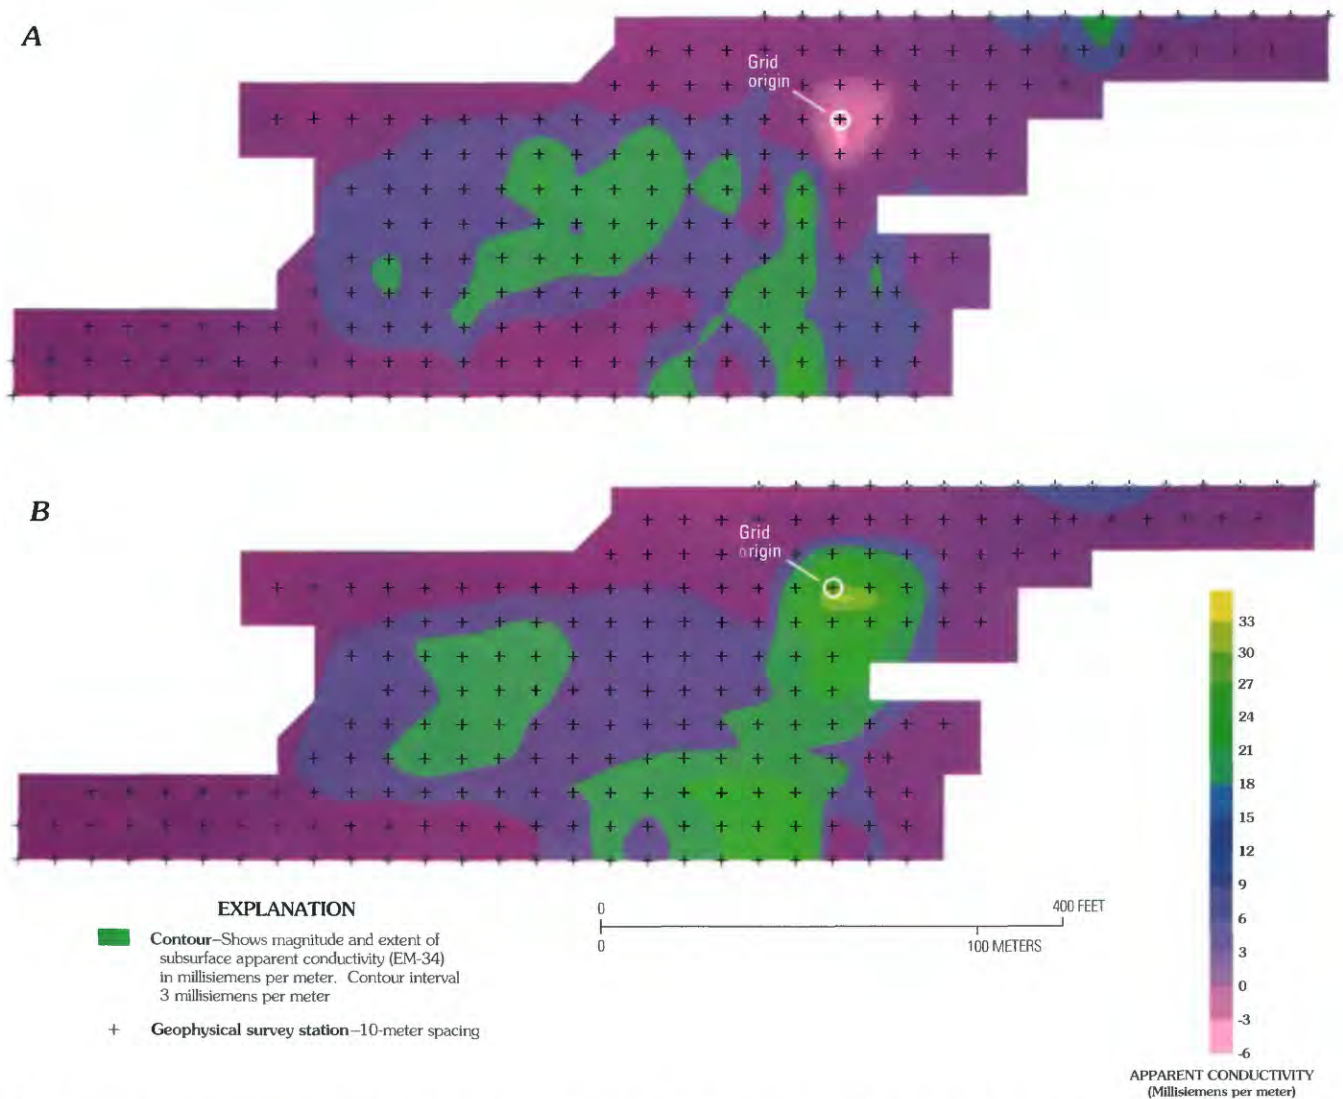 A
Grid
origin
B
Grid
origin
EXPLANATION
Contour–Shows magnitude and extent of
subsurface apparent conductivity (EM-34)
in millisiemens per meter. Contour interval
3 millisiemens per meter
+ Geophysical survey station–10-meter spacing
0 400 FEET
0 100 METERS
33
30
27
24
21
18
15
12
9
6
3
0
-3
-6
APPARENT CONDUCTIVITY
(Millisiemens per meter)